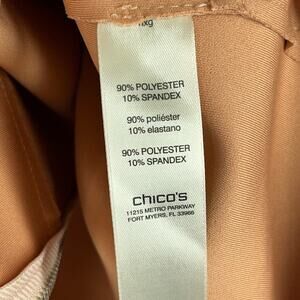 90% POLYESTER
10% SPANDEX
90% poliéster
10% elastano
90% POLYESTER
10% SPANDEX
chico's
11215 METRO PARKWAY
FORT MYERS, FL 33966